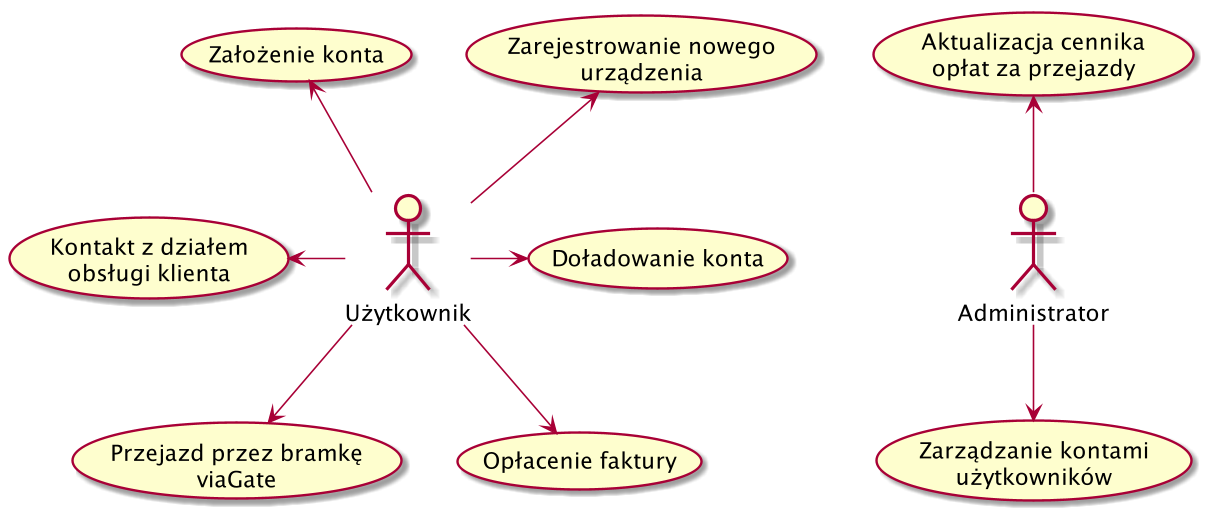 Założenie konta
Zarejestrowanie nowego
urządzenia
Aktualizacja cennika
opłat za przejazdy
Kontakt z działem
obsługi klienta
Doładowanie konta
Użytkownik
Administrator
Przejazd przez bramkę
viaGate
Opłacenie faktury
Zarządzanie kontami
użytkowników